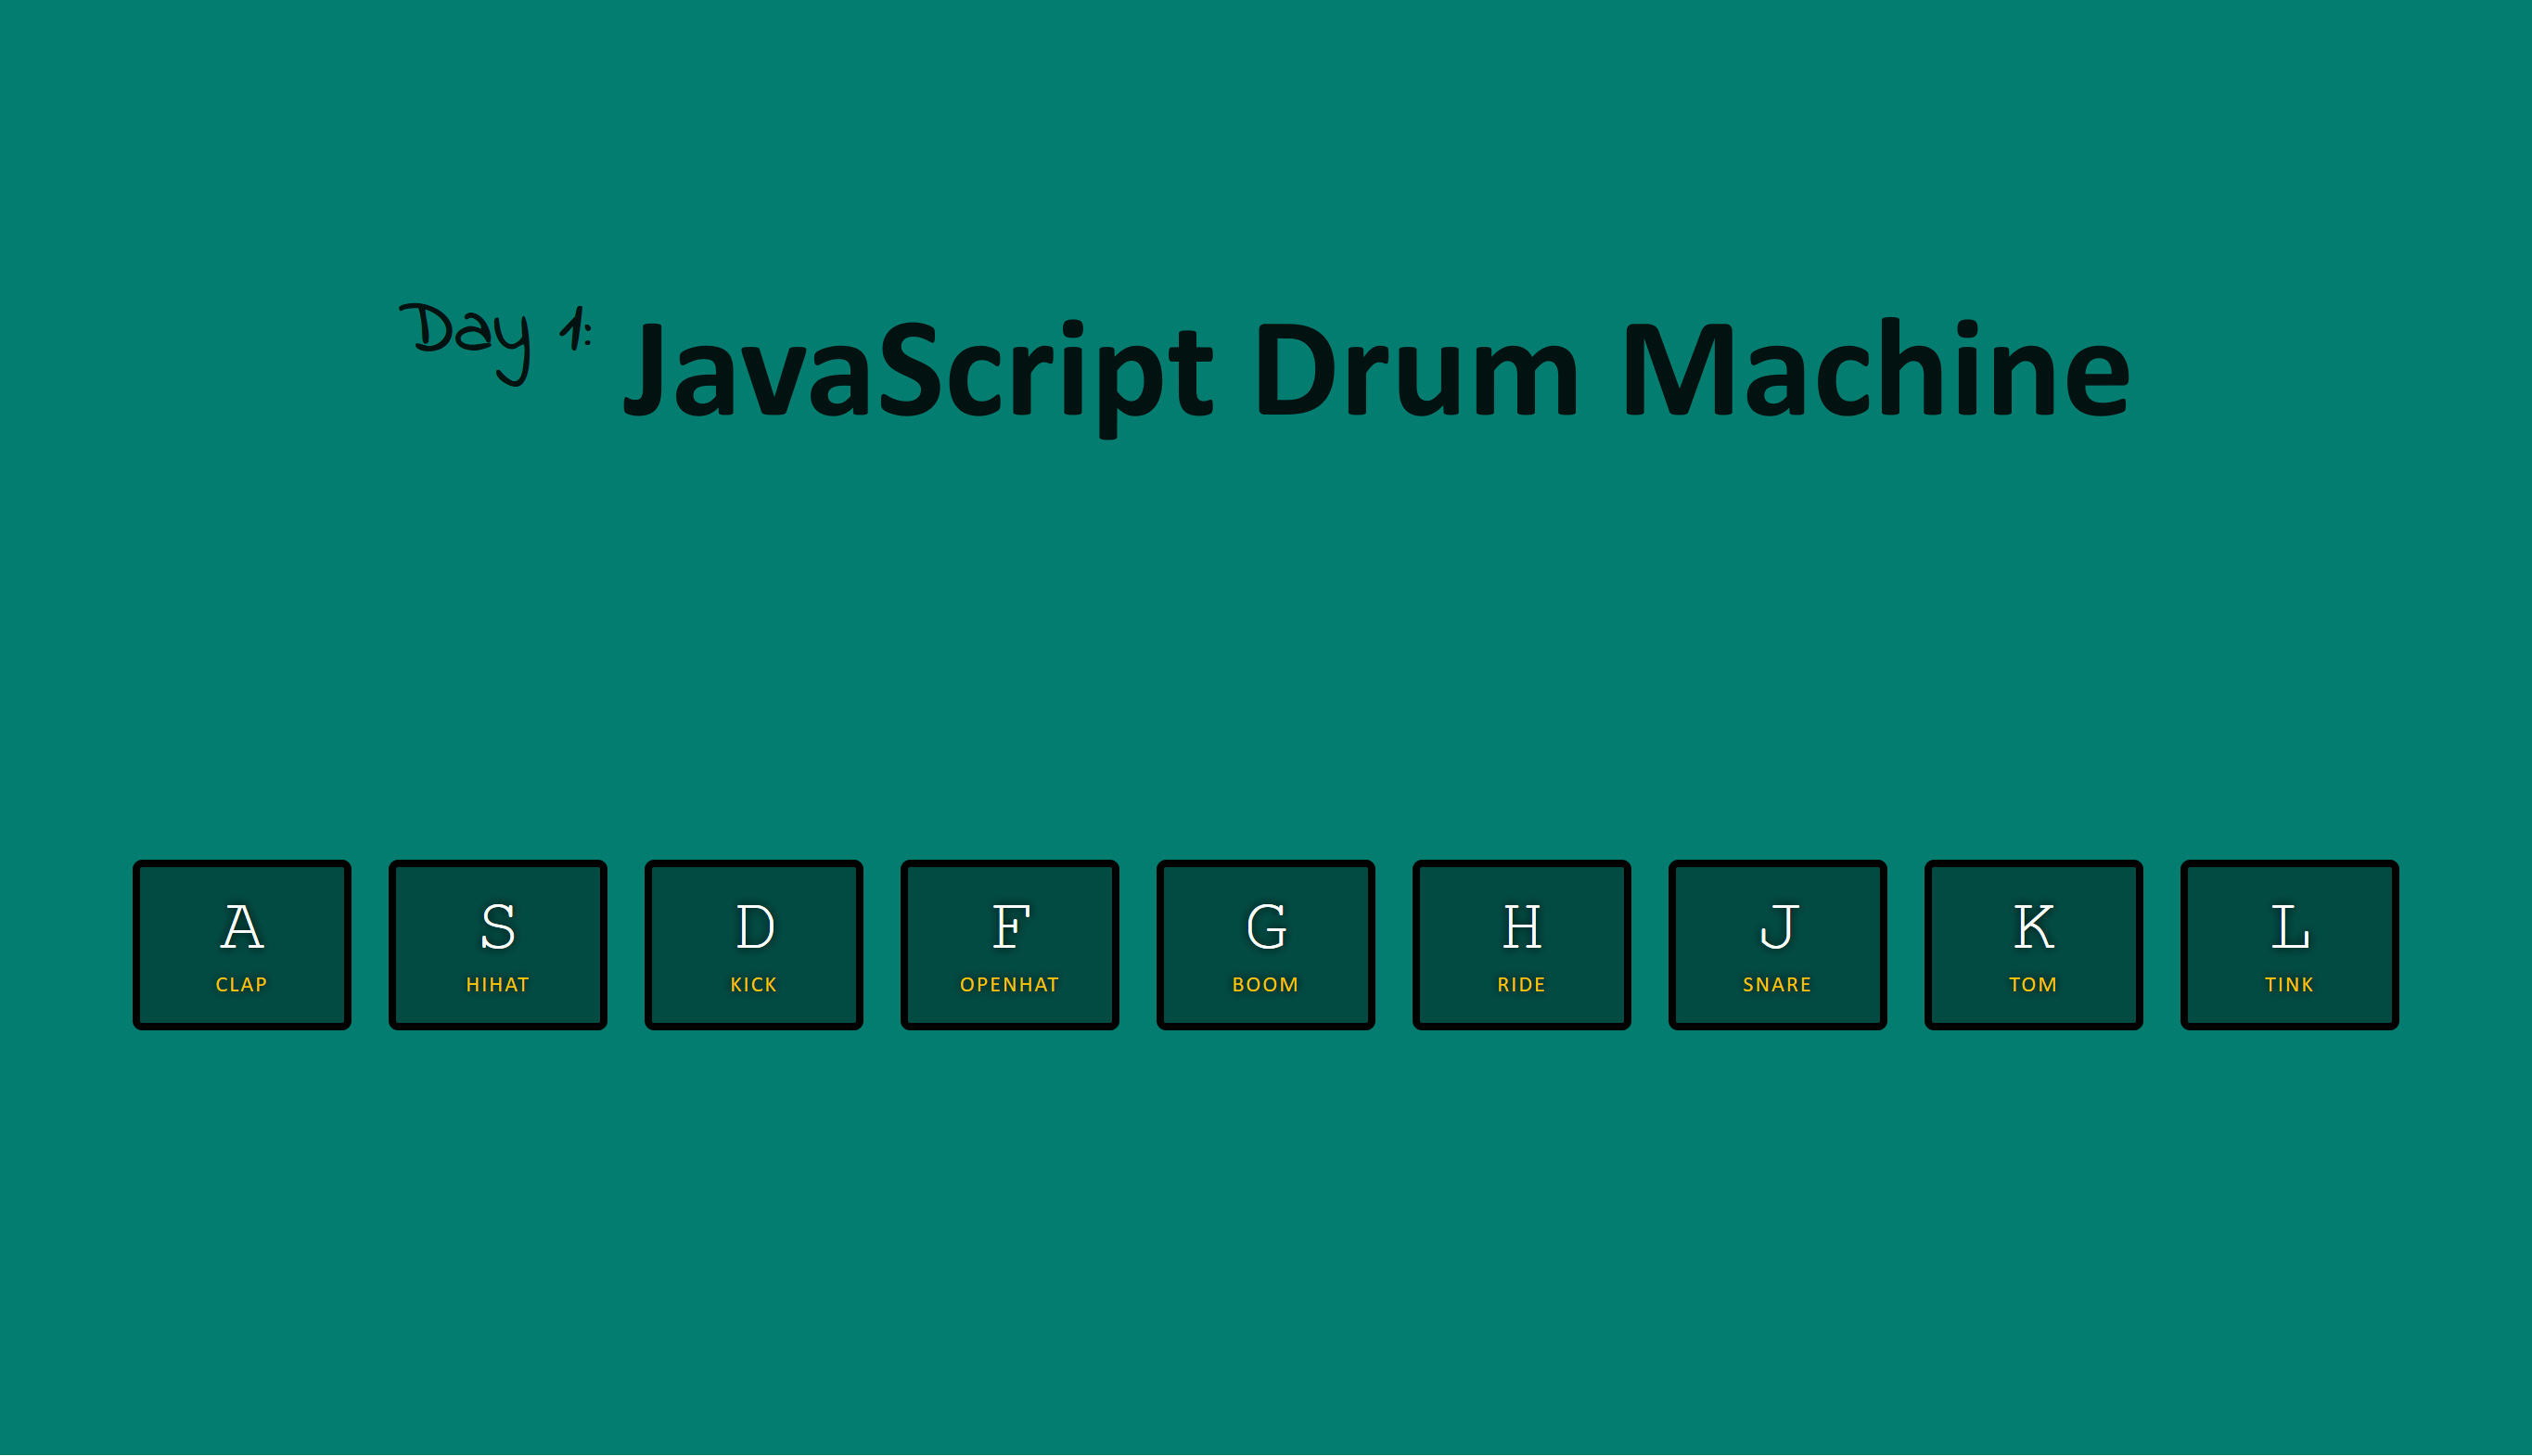 Day 1: JavaScript Drum Machine
A S D F G H J K L
CLAP HIHAT KICK OPENHAT BOOM RIDE SNARE TOM TINK